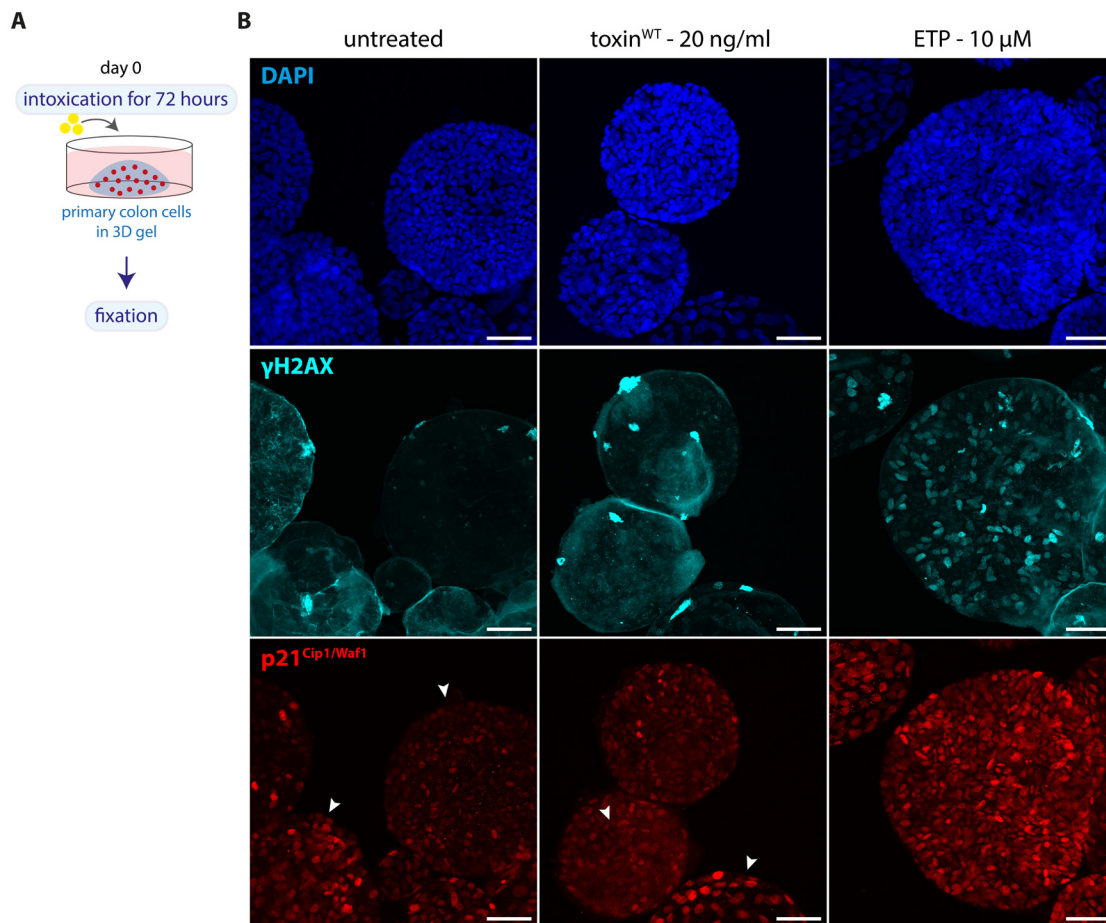 A
day 0
intoxication for 72 hours
primary colon cells
in 3D gel
fixation
B
untreated
toxinᵂᵀ - 20 ng/ml
ETP - 10 µM
DAPI
γH2AX
p21ᶜⁱᵖ¹/ᵂᵃᶠ¹